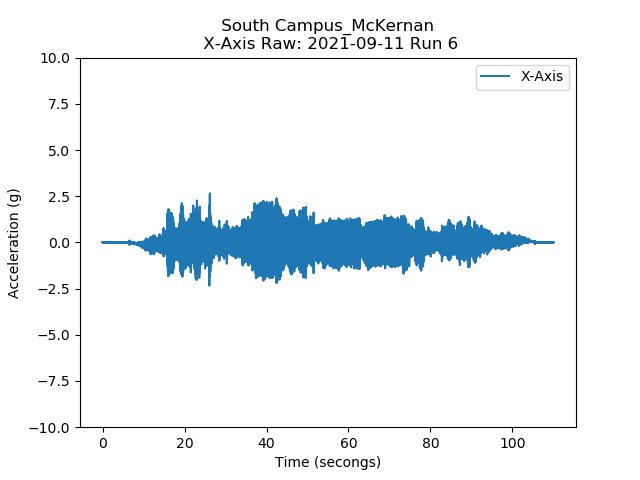 South Campus_McKernan
X-Axis Raw: 2021-09-11 Run 6
X-Axis
10.0
7.5
5.0
2.5
0.0
−2.5
−5.0
−7.5
−10.0
Acceleration (g)
0 20 40 60 80 100
Time (secongs)